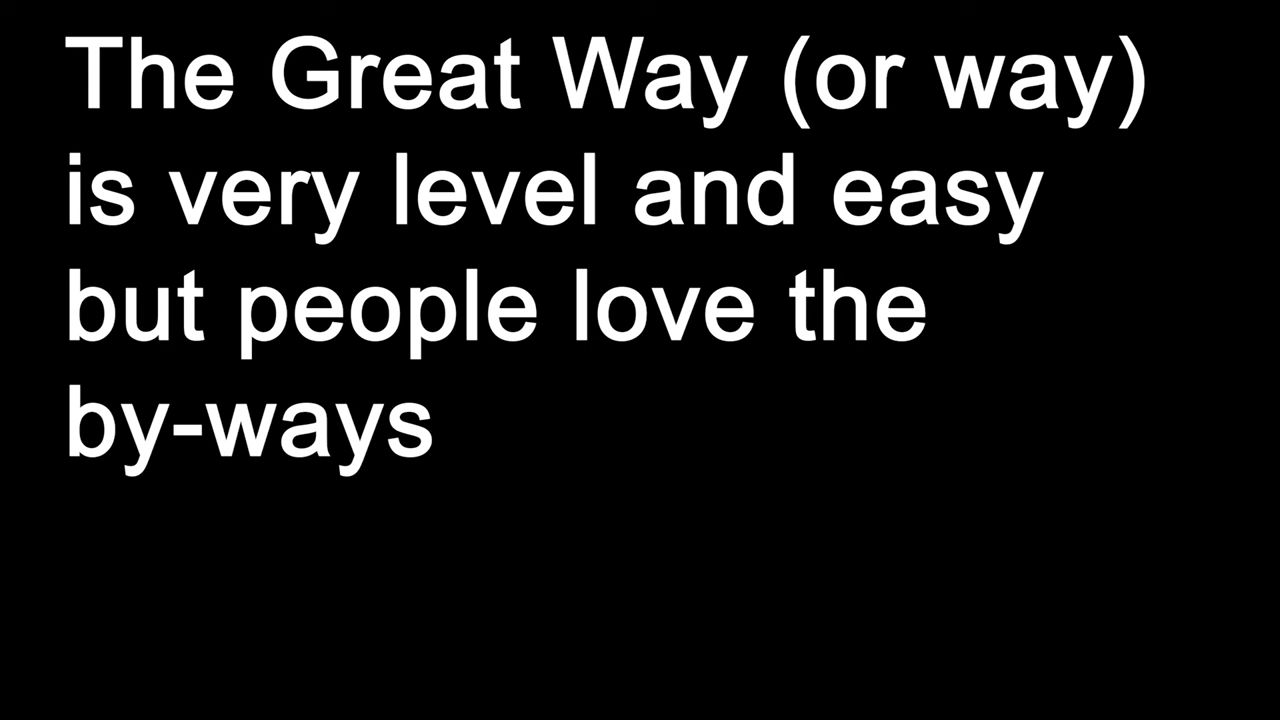 The Great Way (or way)
is very level and easy
but people love the
by-ways